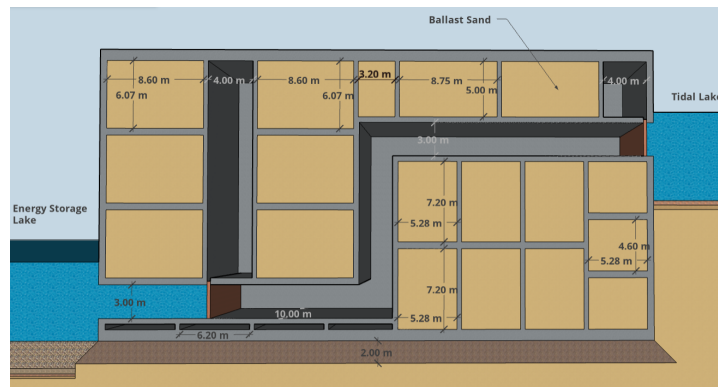 Ballast Sand
3.20 m
8.60 m
4.00 m
8.60 m
8.75 m
4.00 m
6.07 m
6.07 m
5.00 m
Tidal Lake
3.00 m
7.20 m
Energy Storage
Lake
5.28 m
4.60 m
5.28 m
7.20 m
3.00 m
10.00 m
5.28 m
6.20 m
2.00 m